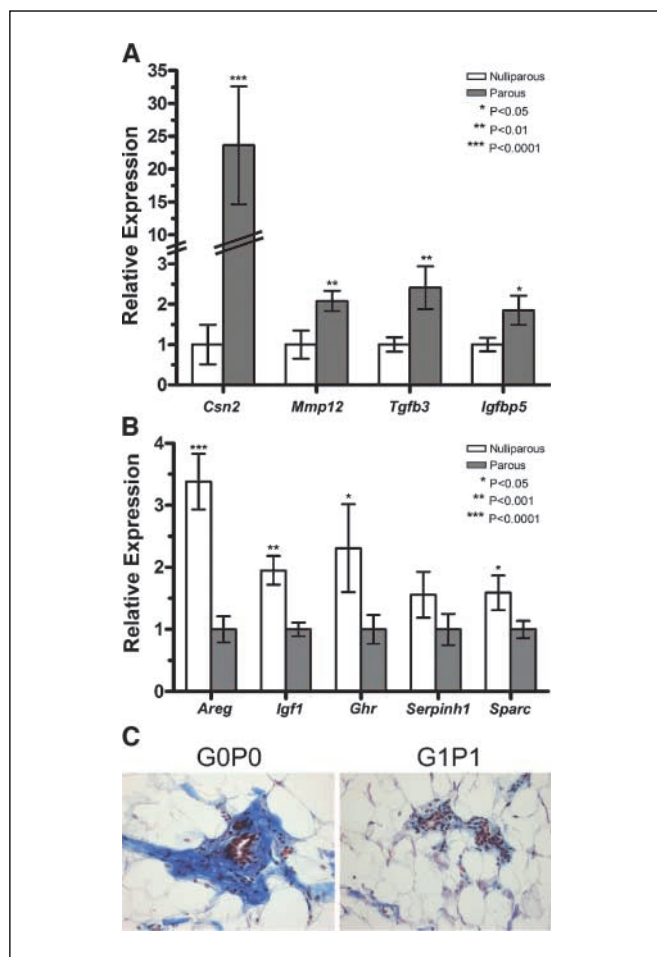 A
Relative Expression
35
30
25
20
15
10
3
2
1
0
***
**
**
*
Nulliparous
Parous
* P<0.05
** P<0.01
*** P<0.0001
Csn2 Mmp12 Tgfb3 Igfbp5
B
Relative Expression
4
3
2
1
0
***
**
*
*
Nulliparous
Parous
* P<0.05
** P<0.001
*** P<0.0001
Areg Igf1 Ghr Serpinh1 Sparc
C
G0P0 G1P1